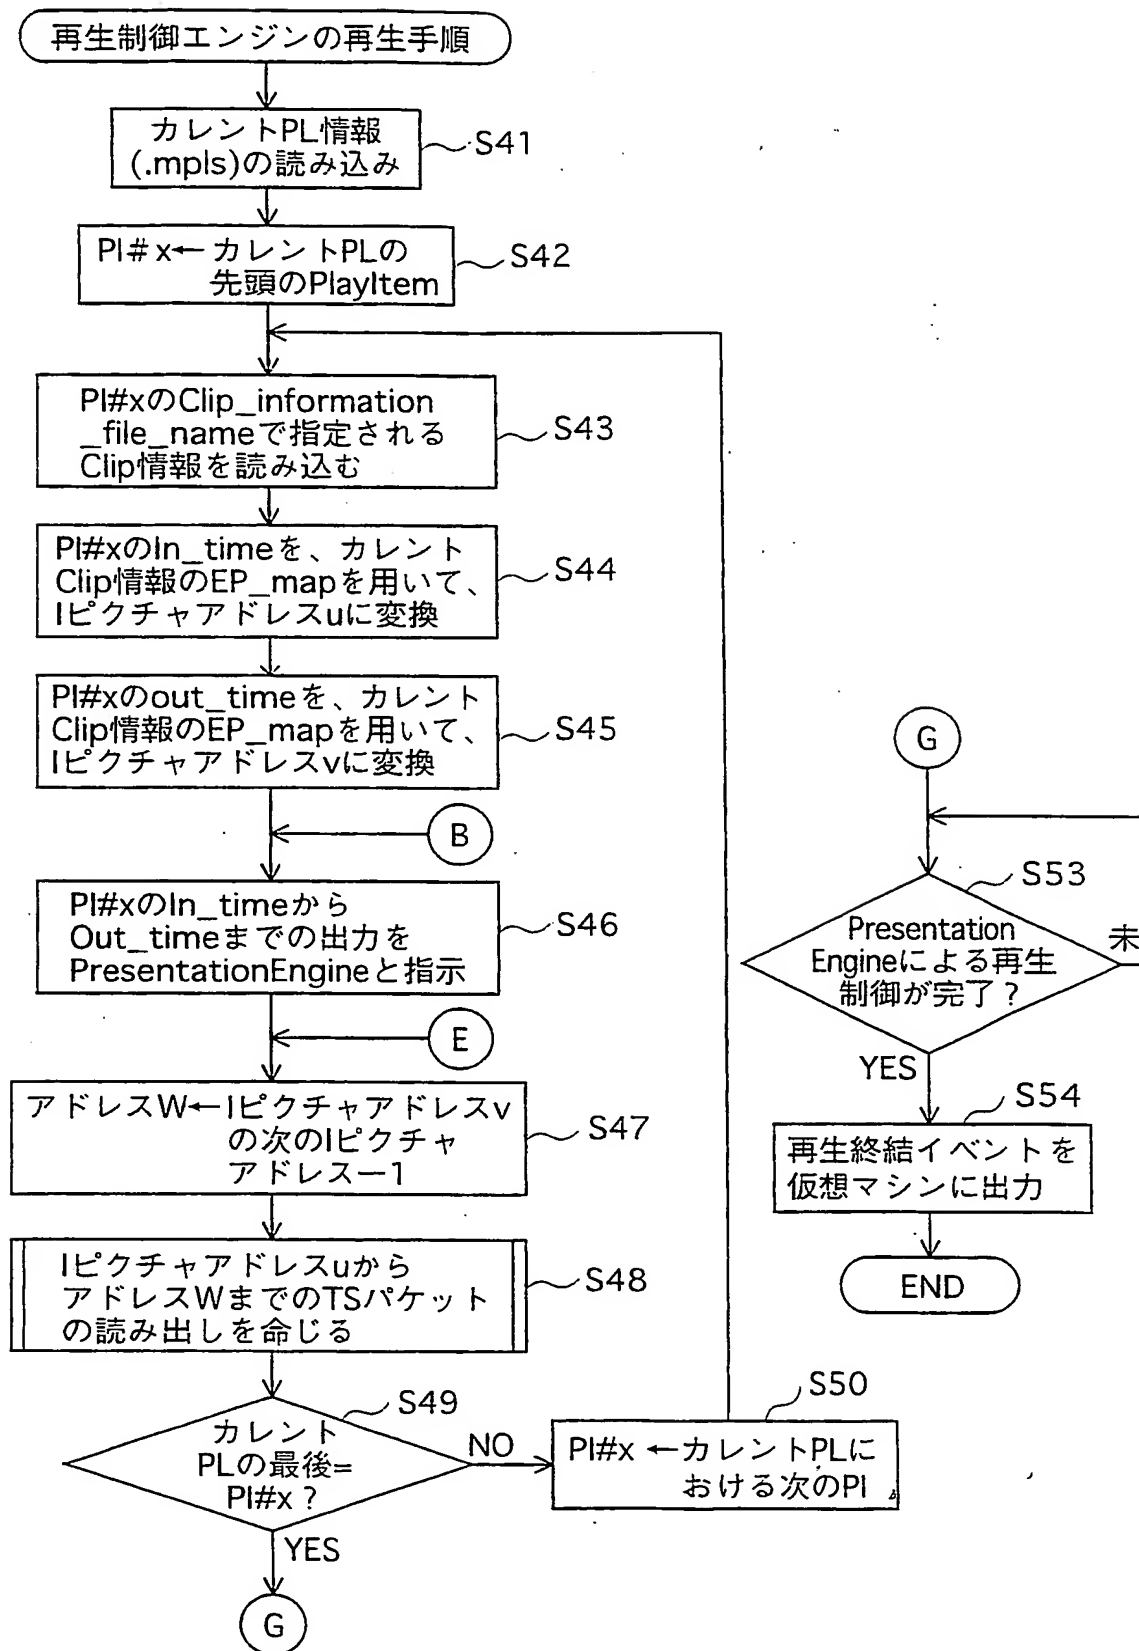 再生制御エンジンの再生手順
カレントPL情報
(.mpls)の読み込み
S41
PI#x←カレントPLの
先頭のPlayItem
S42
PI#xのClip_information
_file_nameで指定される
Clip情報を読み込む
S43
PI#xのIn_timeを、カレント
Clip情報のEP_mapを用いて、
Iピクチャアドレスuに変換
S44
PI#xのout_timeを、カレント
Clip情報のEP_mapを用いて、
Iピクチャアドレスvに変換
S45
B
PI#xのIn_timeから
Out_timeまでの出力を
PresentationEngineと指示
S46
E
アドレスW←Iピクチャアドレスv
の次のIピクチャ
アドレスー1
S47
Iピクチャアドレスuから
アドレスWまでのTSパケット
の読み出しを命じる
S48
カレント
PLの最後=
PI#x?
S49
NO
YES
G
PI#x ←カレントPLに
おける次のPI
S50
G
Presentation
Engineによる再生
制御が完了?
S53
未
YES
再生終結イベントを
仮想マシンに出力
S54
END